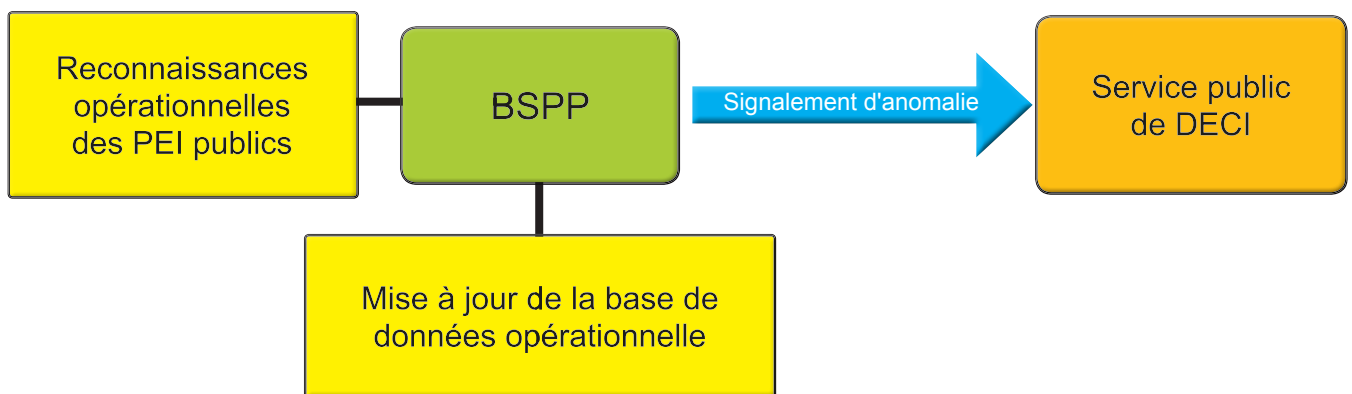 Reconnaissances
opérationnelles
des PEI publics
BSPP
Signalement d'anomalie
Service public
de DECI
Mise à jour de la base de
données opérationnelle